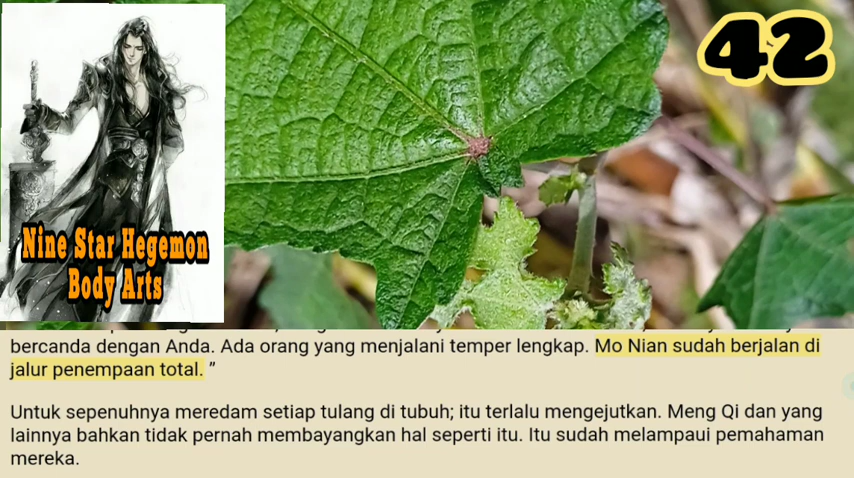 42
Nine Star Hegemon
Body Arts
bercanda dengan Anda. Ada orang yang menjalani temper lengkap. Mo Nian sudah berjalan di
jalur penempaan total. ”
Untuk sepenuhnya meredam setiap tulang di tubuh; itu terlalu mengejutkan. Meng Qi dan yang
lainnya bahkan tidak pernah membayangkan hal seperti itu. Itu sudah melampaui pemahaman
mereka.